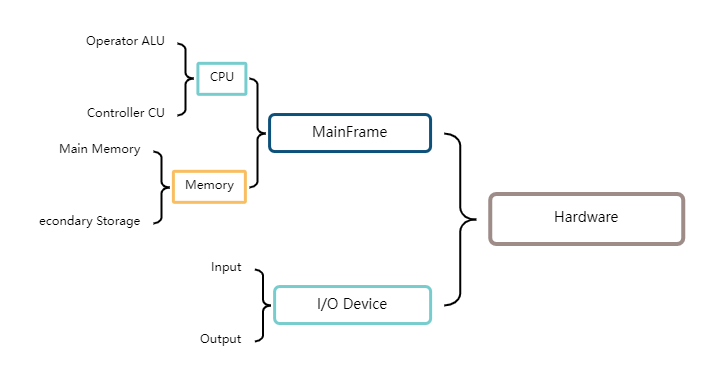 Operator ALU
CPU
Controller CU
MainFrame
Main Memory
Memory
econdary Storage
Hardware
Input
I/O Device
Output